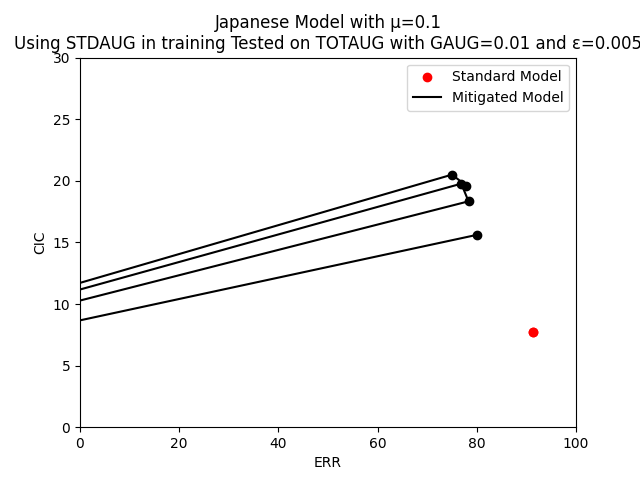 Japanese Model with μ=0.1
Using STDAUG in training Tested on TOTAUG with GAUG=0.01 and ε=0.005
Standard Model
Mitigated Model
30
25
20
15
10
5
0
CIC
0 20 40 60 80 100
ERR